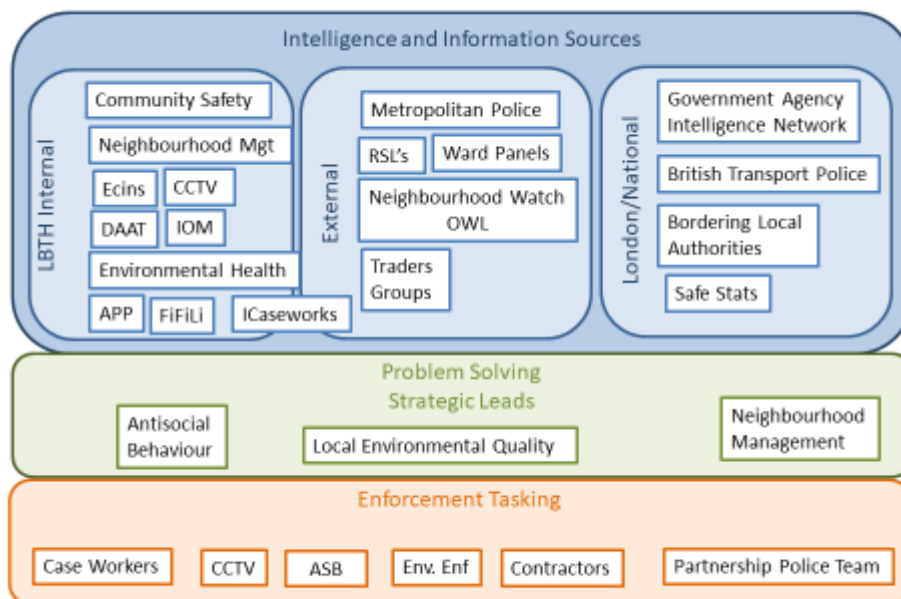 Intelligence and Information Sources
LBTH Internal
Community Safety
Neighbourhood Mgt
Ecins
CCTV
DAAT
IOM
Environmental Health
APP
FiFiLi
ICaseworks
External
Metropolitan Police
RSL's
Ward Panels
Neighbourhood Watch
OWL
Traders
Groups
London/National
Government Agency
Intelligence Network
British Transport Police
Bordering Local
Authorities
Safe Stats
Problem Solving
Strategic Leads
Antisocial
Behaviour
Local Environmental Quality
Neighbourhood
Management
Enforcement Tasking
Case Workers
CCTV
ASB
Env. Enf
Contractors
Partnership Police Team